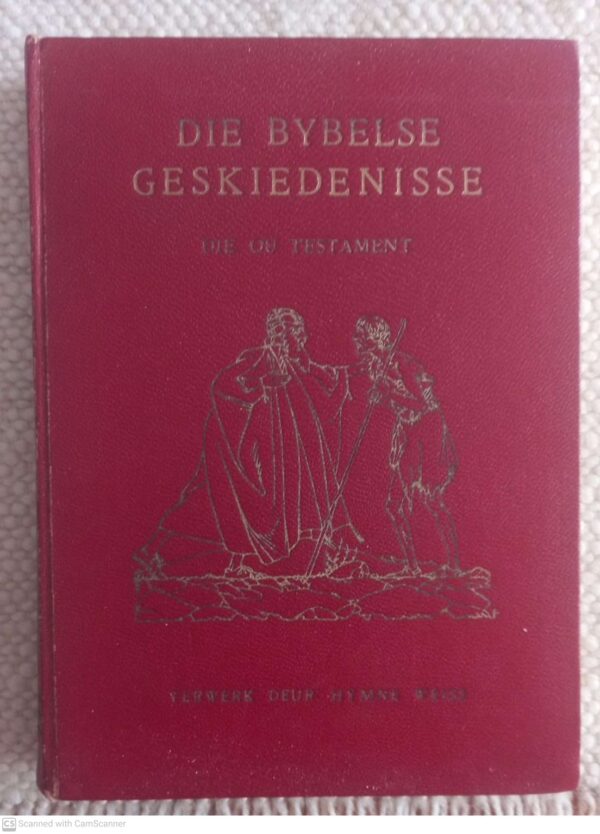 DIE BYBELSE
GESKIEDENISSE
DIE OU TESTAMENT
VERWERK DEUR HYMNE WEISS
CS Scanned with CamScanner